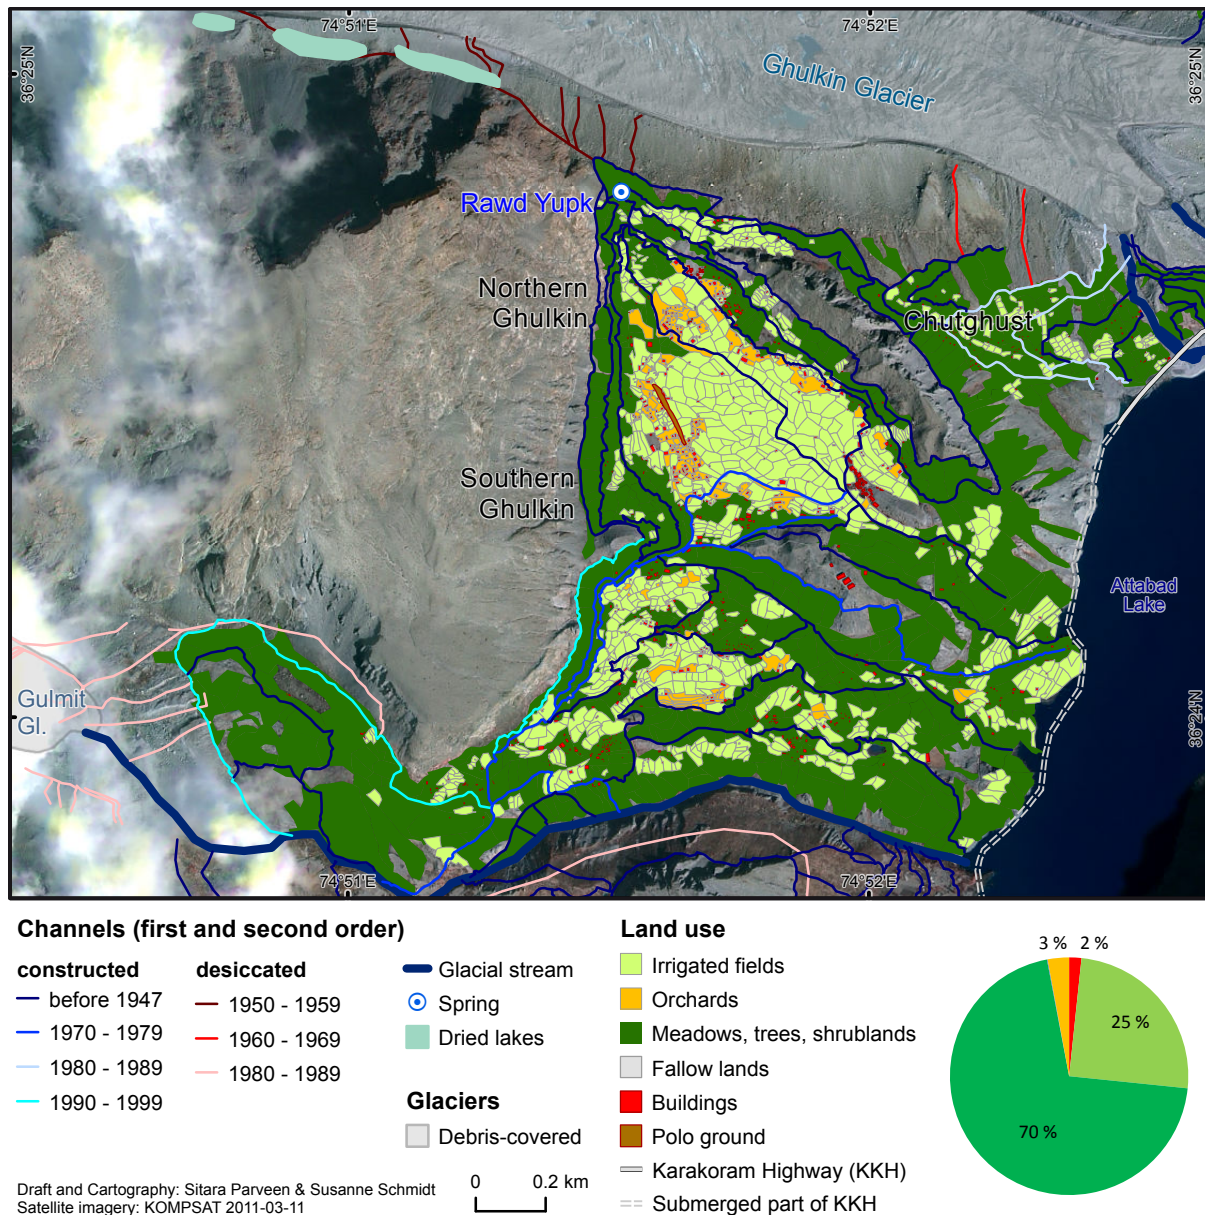 74°51'E
74°52'E
36°25'N
36°25'N
Ghulkin Glacier
Rawd Yupk
Northern
Ghulkin
Chutghust
Southern
Ghulkin
Attabad
Lake
Gulmit
Gl.
36°24'N
74°51'E
74°52'E
Channels (first and second order)
constructed
before 1947
1970 - 1979
1980 - 1989
1990 - 1999
desiccated
1950 - 1959
1960 - 1969
1980 - 1989
Glacial stream
Spring
Dried lakes
Glaciers
Debris-covered
0 0.2 km
Land use
Irrigated fields
Orchards
Meadows, trees, shrublands
Fallow lands
Buildings
Polo ground
Karakoram Highway (KKH)
Submerged part of KKH
3 % 2 %
25 %
70 %
Draft and Cartography: Sitara Parveen & Susanne Schmidt
Satellite imagery: KOMPSAT 2011-03-11